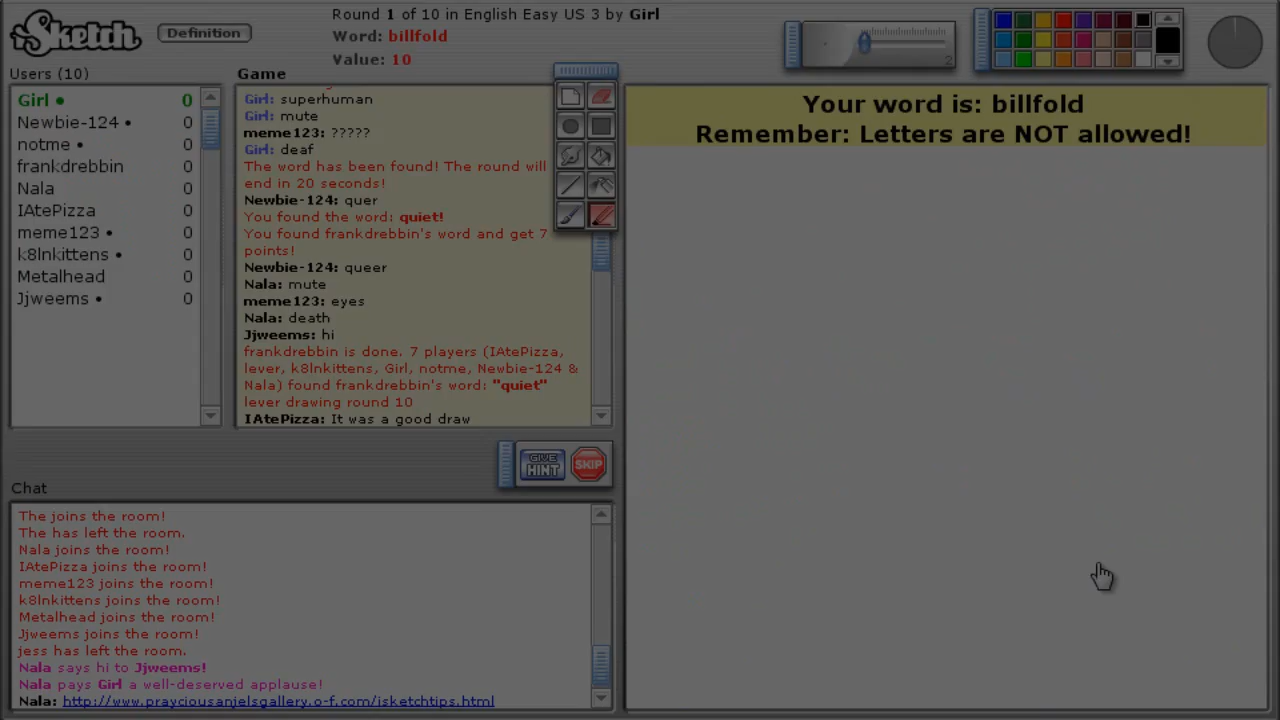 iSketch
Definition
Round 1 of 10 in English Easy US 3 by Girl
Word: billfold
Value: 10
2
Users (10)
Girl • 0
Newbie-124 • 0
notme • 0
frankdrebbin 0
Nala 0
IAtePizza 0
meme123 • 0
k8lnkittens • 0
Metalhead 0
Jjweems • 0
Game
Girl: superhuman
Girl: mute
meme123: ?????
Girl: deaf
The word has been found! The round will
end in 20 seconds!
Newbie-124: quer
You found the word: quiet!
You found frankdrebbin's word and get 7
points!
Newbie-124: queer
Nala: mute
meme123: eyes
Nala: death
Jjweems: hi
frankdrebbin is done. 7 players (IAtePizza,
lever, k8lnkittens, Girl, notme, Newbie-124 &
Nala) found frankdrebbin's word: "quiet"
lever drawing round 10
IAtePizza: It was a good draw
Your word is: billfold
Remember: Letters are NOT allowed!
GIVE
HINT
SKIP
Chat
The joins the room!
The has left the room.
Nala joins the room!
IAtePizza joins the room!
meme123 joins the room!
k8lnkittens joins the room!
Metalhead joins the room!
Jjweems joins the room!
jess has left the room.
Nala says hi to Jjweems!
Nala pays Girl a well-deserved applause!
Nala: http://www.prayciousanjelsgallery.o-f.com/isketchtips.html